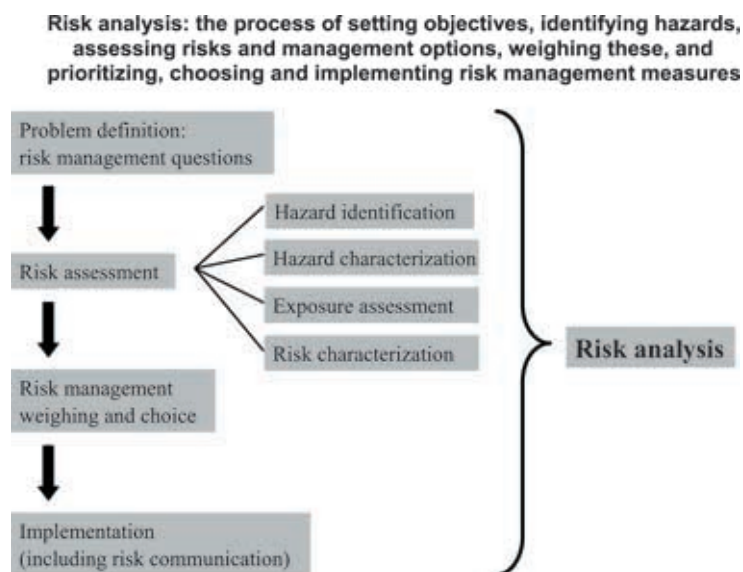 Risk analysis: the process of setting objectives, identifying hazards,
assessing risks and management options, weighing these, and
prioritizing, choosing and implementing risk management measures
Problem definition:
risk management questions
Risk assessment
Hazard identification
Hazard characterization
Exposure assessment
Risk characterization
Risk management
weighing and choice
Implementation
(including risk communication)
Risk analysis